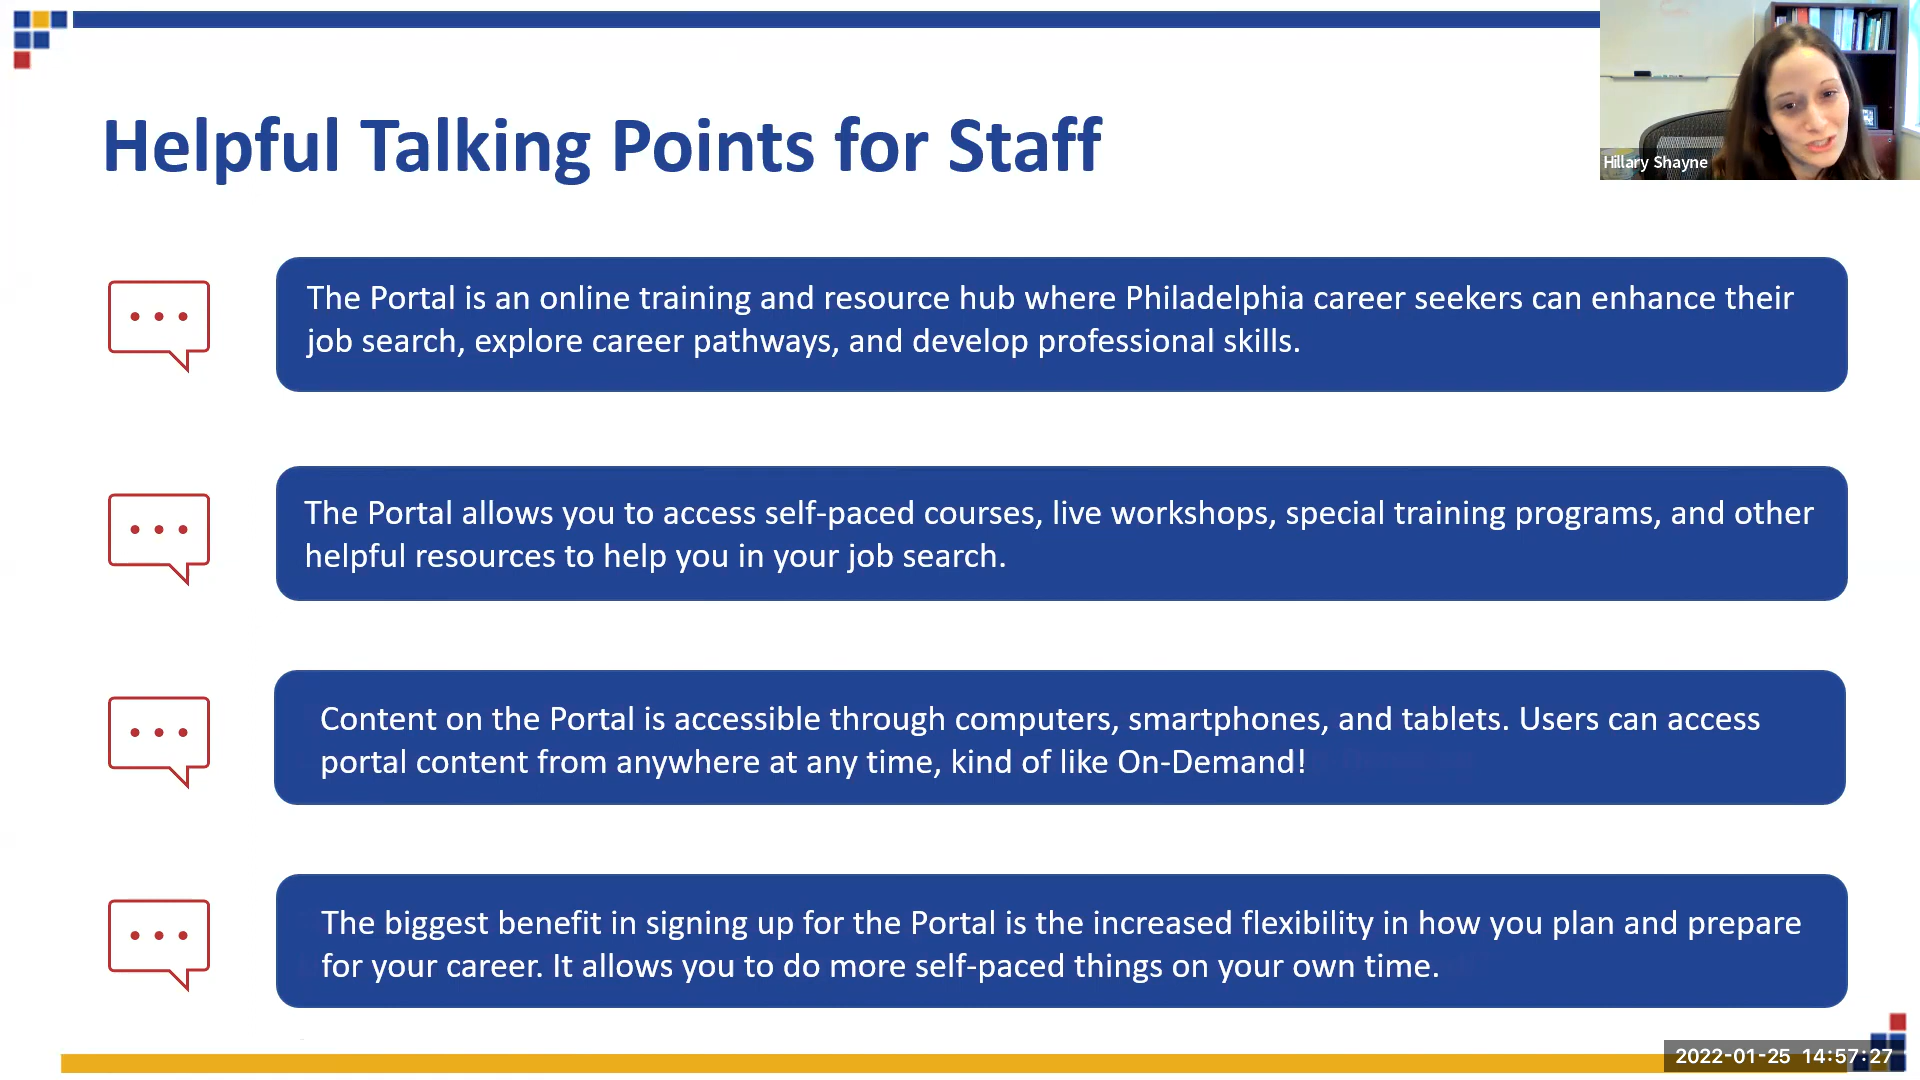 Helpful Talking Points for Staff
Hillary Shayne
The Portal is an online training and resource hub where Philadelphia career seekers can enhance their
job search, explore career pathways, and develop professional skills.
The Portal allows you to access self-paced courses, live workshops, special training programs, and other
helpful resources to help you in your job search.
Content on the Portal is accessible through computers, smartphones, and tablets. Users can access
portal content from anywhere at any time, kind of like On-Demand!
The biggest benefit in signing up for the Portal is the increased flexibility in how you plan and prepare
for your career. It allows you to do more self-paced things on your own time.
2022-01-25 14:57:27